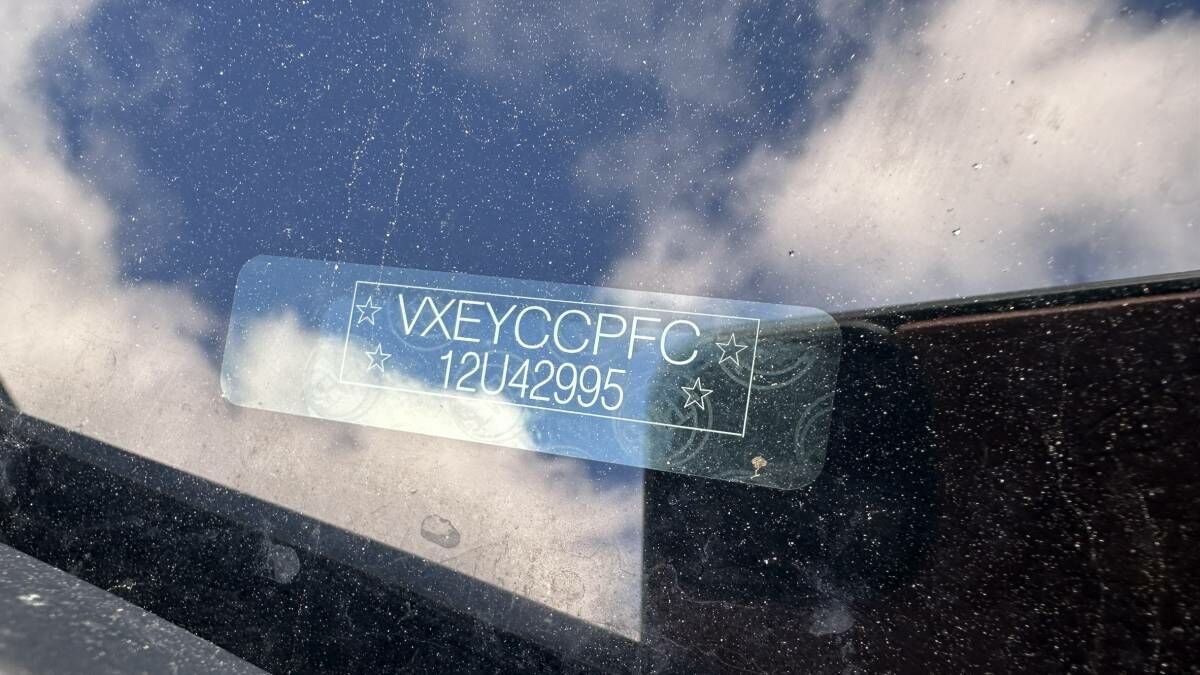 ☆ VXEYCCPFC ☆
☆ 12U42995 ☆